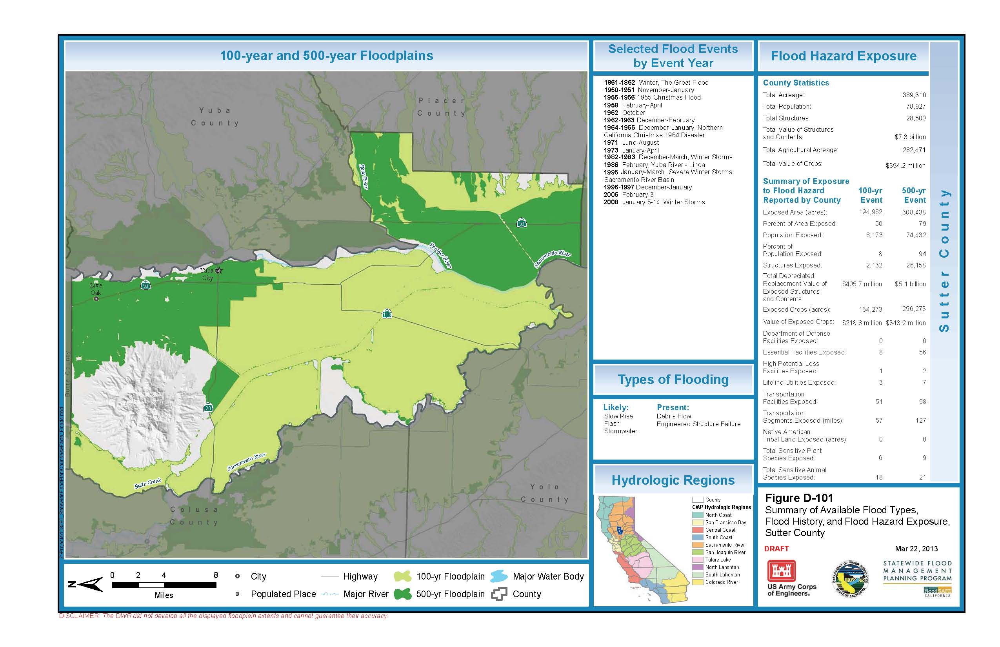 100-year and 500-year Floodplains
Yuba
County
Placer
County
Bear River
99
Feather River
Sacramento River
Yuba
City
Live
Oak
99
113
Butte County
20
Sacramento River
Butte Creek
Colusa
County
Yolo
County
Z:\Projects\103780_StatewideFloodPlan\CountieswFacts_Floods.mxd
N
0 2 4 8
Miles
City
Populated Place
Highway
Major River
100-yr Floodplain
500-yr Floodplain
Major Water Body
County
DISCLAIMER: The DWR did not develop all the displayed floodplain extents and cannot guarantee their accuracy.
Selected Flood Events
by Event Year
1861-1862 Winter, The Great Flood
1950-1951 November-January
1955-1956 1955 Christmas Flood
1958 February-April
1962 October
1962-1963 December-February
1964-1965 December-January, Northern
California Christmas 1964 Disaster
1971 June-August
1973 January-April
1982-1983 December-March, Winter Storms
1986 February, Yuba River - Linda
1995 January-March, Severe Winter Storms
Sacramento River Basin
1996-1997 December-January
2006 February 3
2008 January 5-14, Winter Storms
Types of Flooding
Likely: Present:
Slow Rise Debris Flow
Flash Engineered Structure Failure
Stormwater
Hydrologic Regions
County
CWP Hydrologic Regions
North Coast
San Francisco Bay
Central Coast
South Coast
Sacramento River
San Joaquin River
Tulare Lake
North Lahontan
South Lahontan
Colorado River
Flood Hazard Exposure
Sutter County
County Statistics
Total Acreage: 389,310
Total Population: 78,927
Total Structures: 28,500
Total Value of Structures
and Contents: $7.3 billion
Total Agricultural Acreage: 282,471
Total Value of Crops: $394.2 million
Summary of Exposure
to Flood Hazard 100-yr 500-yr
Reported by County Event Event
Exposed Area (acres): 194,962 308,438
Percent of Area Exposed: 50 79
Population Exposed: 6,173 74,432
Percent of
Population Exposed: 8 94
Structures Exposed: 2,132 26,158
Total Depreciated
Replacement Value of $405.7 million $5.1 billion
Exposed Structures
and Contents:
Exposed Crops (acres): 164,273 256,273
Value of Exposed Crops: $218.8 million $343.2 million
Department of Defense
Facilities Exposed: 0 0
Essential Facilities Exposed: 8 56
High Potential Loss
Facilities Exposed: 1 2
Lifeline Utilities Exposed: 3 7
Transportation
Facilities Exposed: 51 98
Transportation
Segments Exposed (miles): 57 127
Native American
Tribal Land Exposed (acres): 0 0
Total Sensitive Plant
Species Exposed: 6 9
Total Sensitive Animal
Species Exposed: 18 21
Figure D-101
Summary of Available Flood Types,
Flood History, and Flood Hazard Exposure,
Sutter County
DRAFT Mar 22, 2013
US Army Corps
of Engineers®
DEPARTMENT OF WATER RESOURCES
STATE OF CALIFORNIA
STATEWIDE FLOOD
MANAGEMENT
PLANNING PROGRAM
FloodSAFE
CALIFORNIA